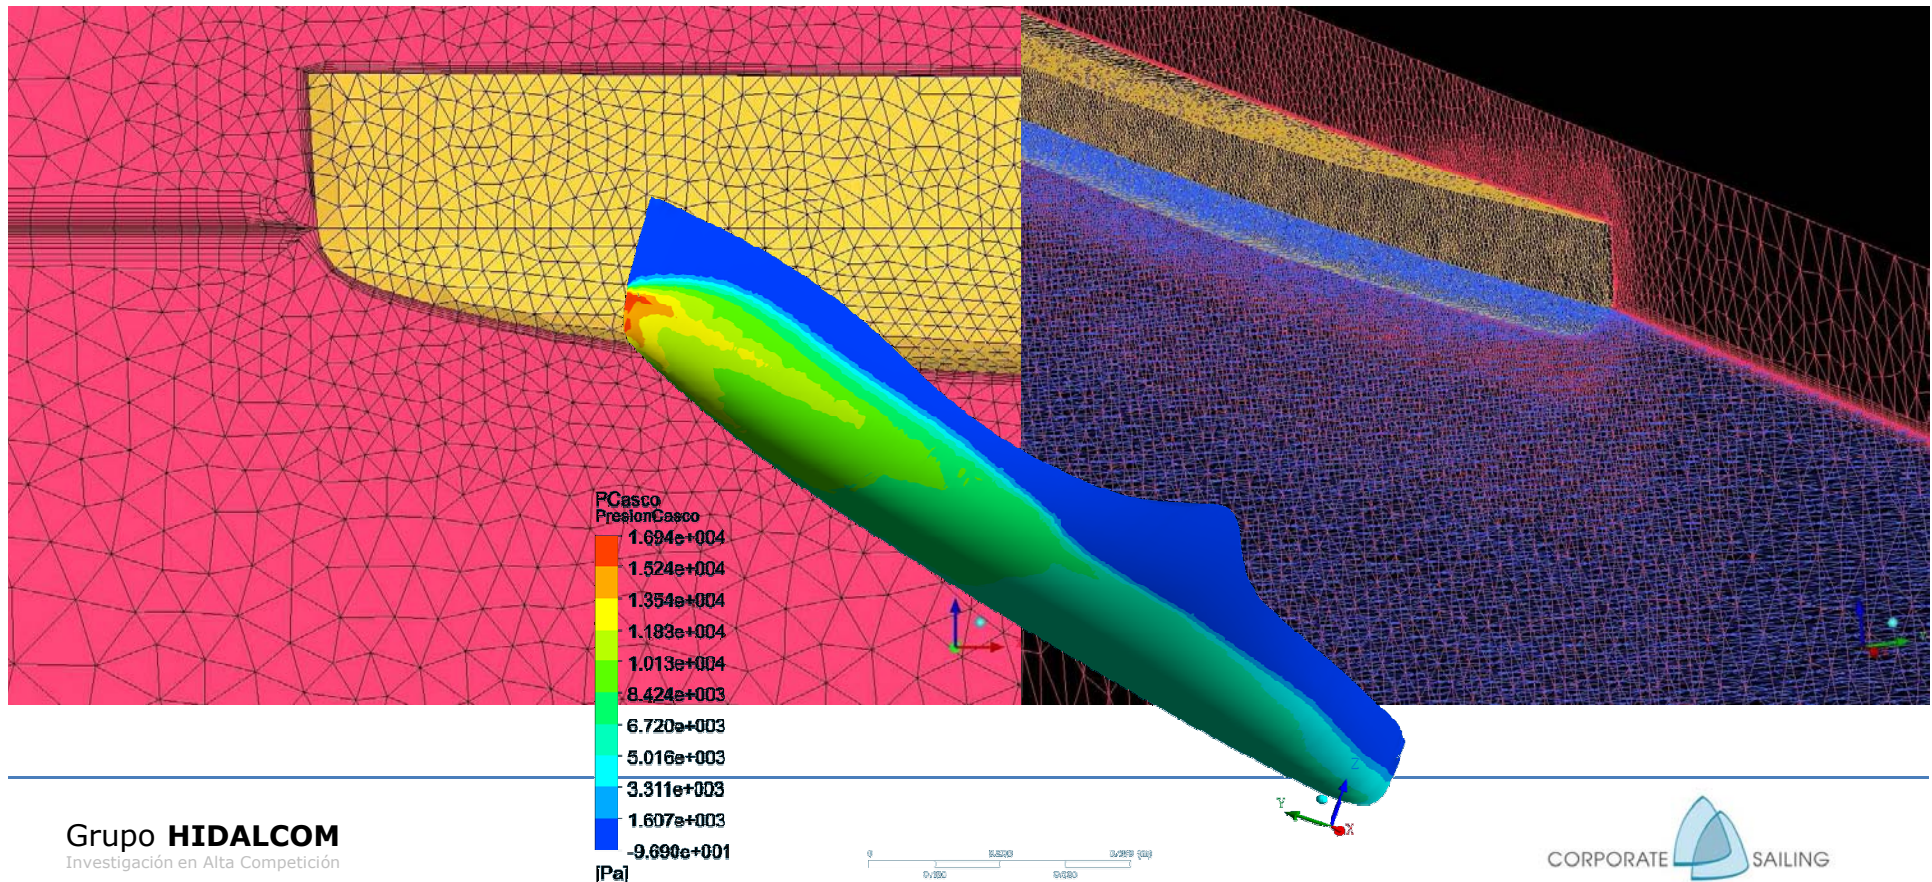 PCasco
PresionCasco
1.694e+004
1.524e+004
1.354e+004
1.183e+004
1.013e+004
8.424e+003
6.720e+003
5.016e+003
3.311e+003
1.607e+003
-9.690e+001
[Pa]
Z
Y
X
Grupo HIDALCOM
Investigación en Alta Competición
0
(m)
CORPORATE SAILING